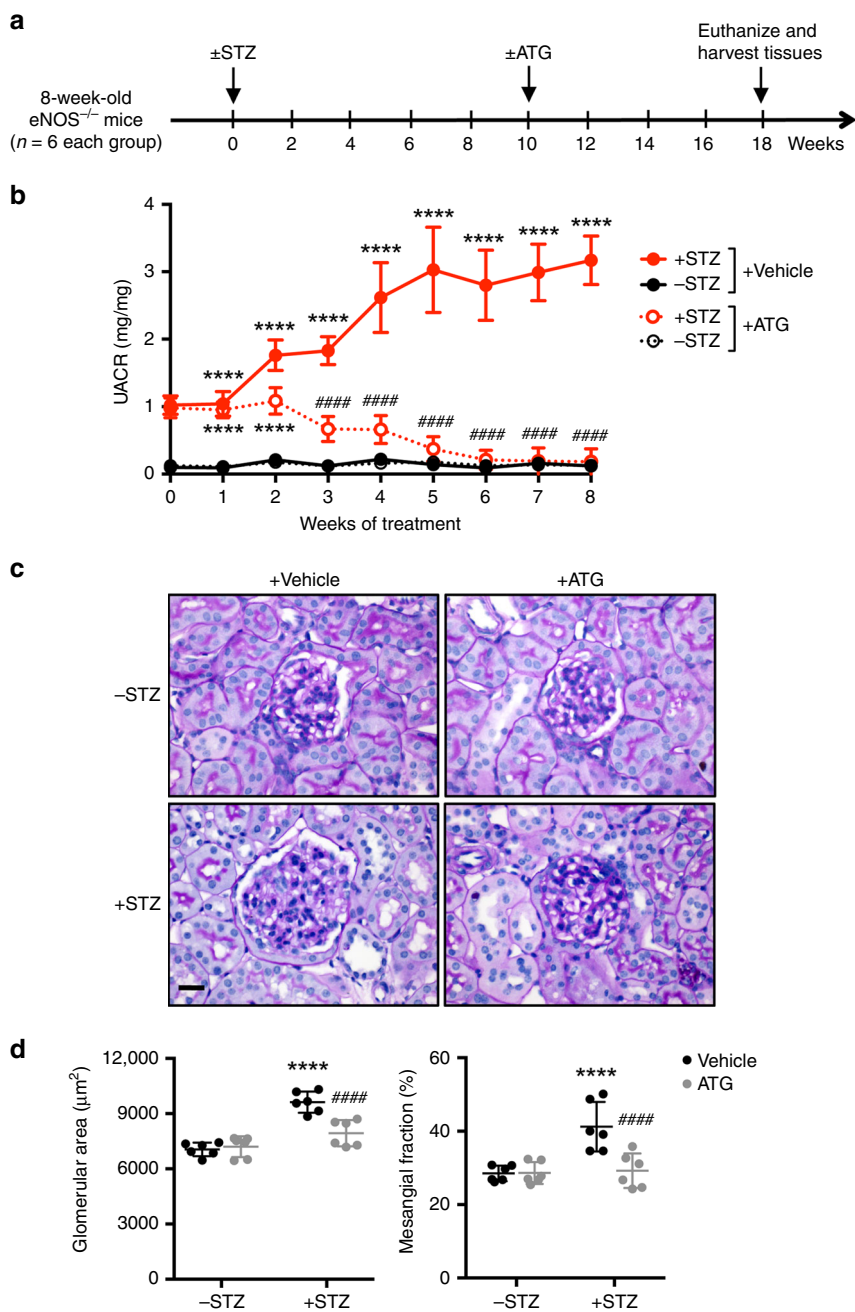 a
±STZ
±ATG
Euthanize and
harvest tissues
8-week-old
eNOS−/− mice
(n = 6 each group)
0 2 4 6 8 10 12 14 16 18 Weeks
b
4
3
2
1
0
UACR (mg/mg)
**** **** **** **** **** **** **** ****
**** ****
#### #### #### #### #### ####
0 1 2 3 4 5 6 7 8
Weeks of treatment
+STZ
–STZ
+Vehicle
+STZ
–STZ
+ATG
c
+Vehicle +ATG
–STZ
+STZ
d
12,000
9000
6000
3000
0
Glomerular area (μm²)
****
####
–STZ +STZ
60
40
20
0
Mesangial fraction (%)
****
####
–STZ +STZ
Vehicle
ATG